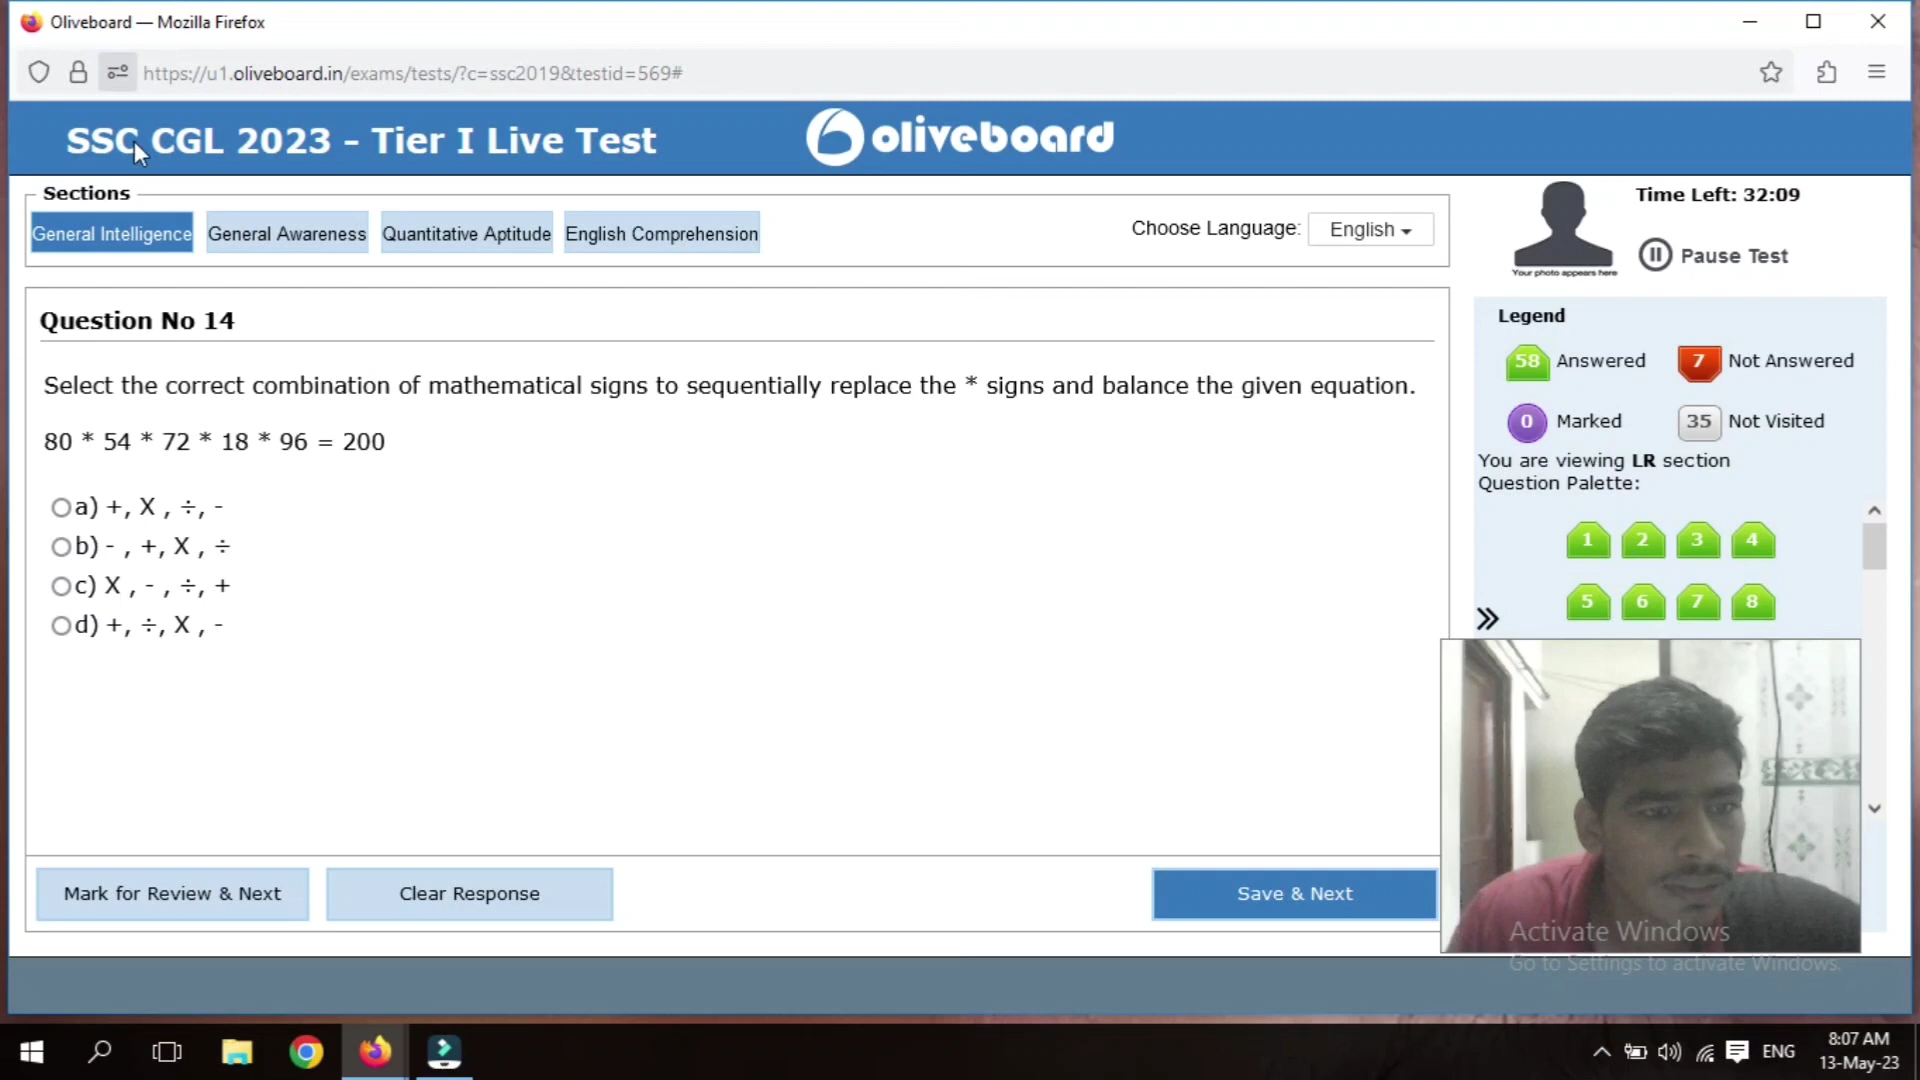 Oliveboard — Mozilla Firefox
https://u1.oliveboard.in/exams/tests/?c=ssc2019&testid=569#
SSC CGL 2023 - Tier I Live Test
oliveboard
Sections
General Intelligence
General Awareness
Quantitative Aptitude
English Comprehension
Choose Language:
English
Your photo appears here
Time Left: 32:09
Pause Test
Question No 14
Select the correct combination of mathematical signs to sequentially replace the * signs and balance the given equation.
80 * 54 * 72 * 18 * 96 = 200
a) +, X , ÷, -
b) - , +, X , ÷
c) X , - , ÷, +
d) +, ÷, X , -
Legend
58 Answered
7 Not Answered
0 Marked
35 Not Visited
You are viewing LR section
Question Palette:
1 2 3 4
5 6 7 8
Mark for Review & Next
Clear Response
Save & Next
Activate Windows
Go to Settings to activate Windows.
ENG
8:07 AM
13-May-23